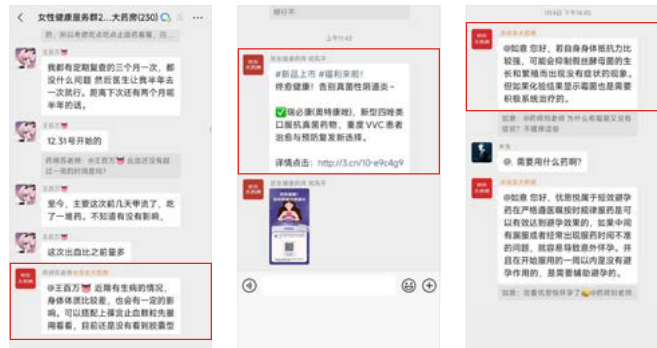 女性健康服务群2...大药房(230)
我都有定期复查的三个月一次,都
没什么问题 然后医生让我半年去
一次就行。距离下次还有两个月呢
半年的话。
12.31号开始的
至今,主要这次前几天甲流了,吃
了一堆药。不知道有没有影响,
这次出血比之前量多
@王百万 近期有生病的情况,
身体体质比较差,也会有一定的影
响。可以搭配上葆宫止血颗粒先服
用看看,目前还是没有看到胶囊型
上午11:43
#新品上市 #福利来啦!
终愈健康!告别真菌性阴道炎~
瑞必康(奥特康唑),新型四唑类
口服抗真菌药物,重度 VVC 患者
治愈与预防复发新选择。
详情点击:http://3.cn/10-e9c4g9
@如意 您好,若自身身体抵抗力比
较强,可能会抑制假丝酵母菌的生
长和繁殖而出现没有症状的现象。
但如果化验结果显示霉菌也是需要
积极系统治疗的。
@. 需要用什么药啊?
@如意 您好,优思悦属于短效避孕
药在严格遵医嘱按时规律服药是可
以有效达到避孕效果的,如果中间
有漏服或者经常出现服药时间不准
的问题,就容易导致意外怀孕。并
且在开始服用的一周以内是没有避
孕作用的,是需要辅助避孕的。